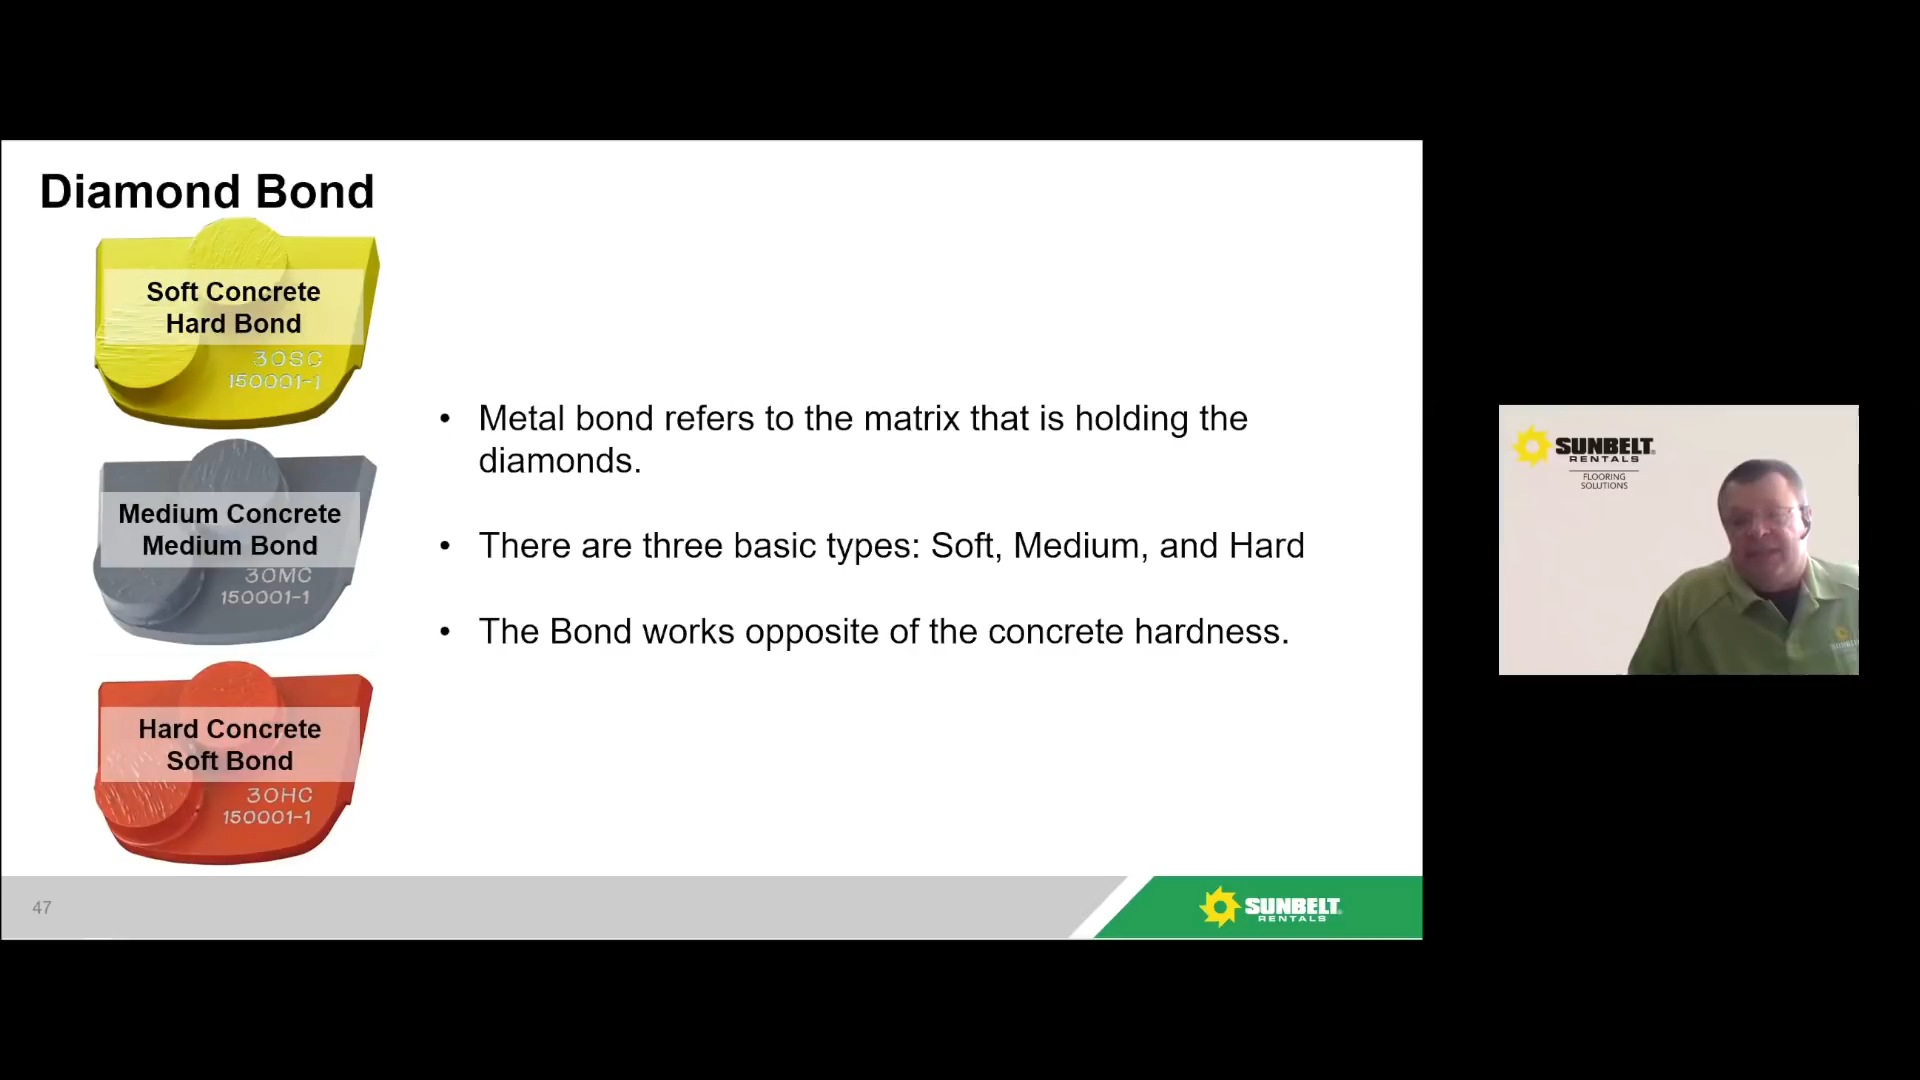 Diamond Bond
Soft Concrete
Hard Bond
30SC
150001-1
Medium Concrete
Medium Bond
30MC
150001-1
Hard Concrete
Soft Bond
30HC
150001-1
• Metal bond refers to the matrix that is holding the
diamonds.
• There are three basic types: Soft, Medium, and Hard
• The Bond works opposite of the concrete hardness.
47
SUNBELT
RENTALS
SUNBELT
RENTALS
FLOORING
SOLUTIONS